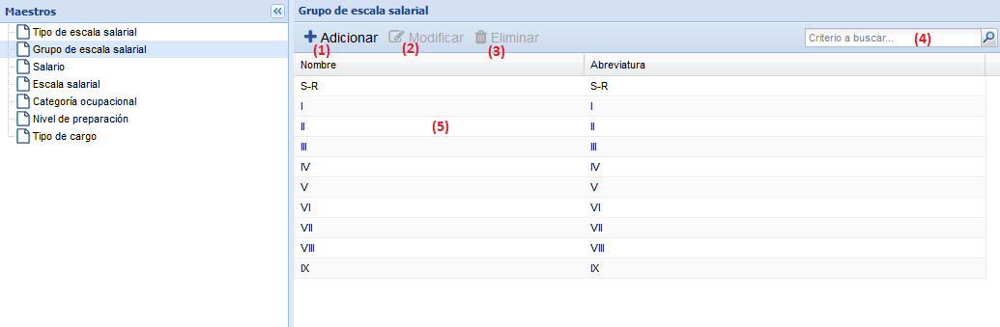 Maestros
Tipo de escala salarial
Grupo de escala salarial
Salario
Escala salarial
Categoría ocupacional
Nivel de preparación
Tipo de cargo
Grupo de escala salarial
Adicionar Modificar Eliminar Criterio a buscar... (4)
(1) (2) (3)
Nombre Abreviatura
S-R S-R
I I
II (5) II
III III
IV IV
V V
VI VI
VII VII
VIII VIII
IX IX